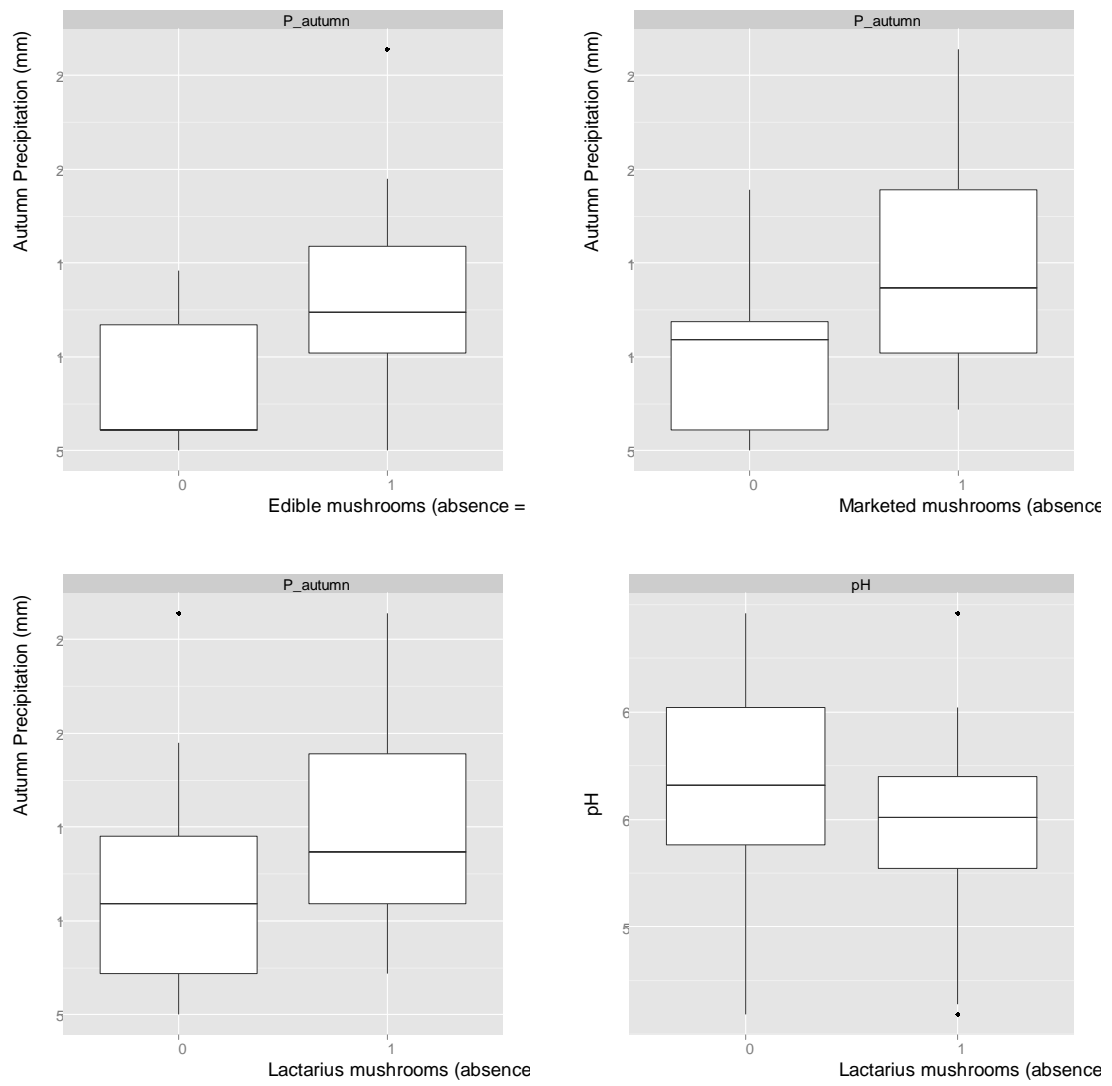 P_autumn
Autumn Precipitation (mm)
2
2
1
1
5
0 1
Edible mushrooms (absence =
P_autumn
Autumn Precipitation (mm)
2
2
1
1
5
0 1
Marketed mushrooms (absence
P_autumn
Autumn Precipitation (mm)
2
2
1
1
5
0 1
Lactarius mushrooms (absence
pH
pH
6
6
5
0 1
Lactarius mushrooms (absence